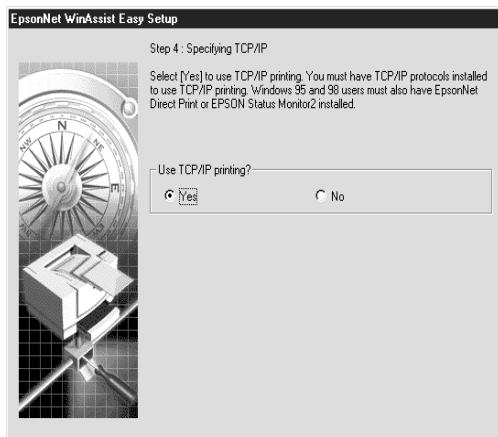 EpsonNet WinAssist Easy Setup
Step 4 : Specifying TCP/IP
Select [Yes] to use TCP/IP printing. You must have TCP/IP protocols installed
to use TCP/IP printing. Windows 95 and 98 users must also have EpsonNet
Direct Print or EPSON Status Monitor2 installed.
Use TCP/IP printing?
Yes
No
N
NW
NE
W
E